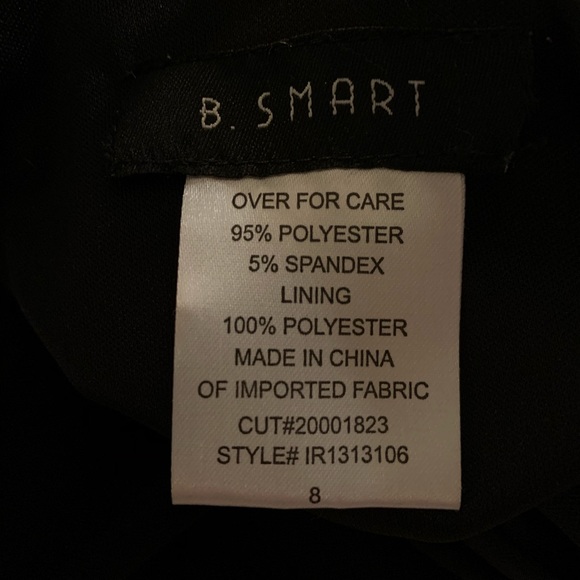 B. SMART
OVER FOR CARE
95% POLYESTER
5% SPANDEX
LINING
100% POLYESTER
MADE IN CHINA
OF IMPORTED FABRIC
CUT#20001823
STYLE# IR1313106
8